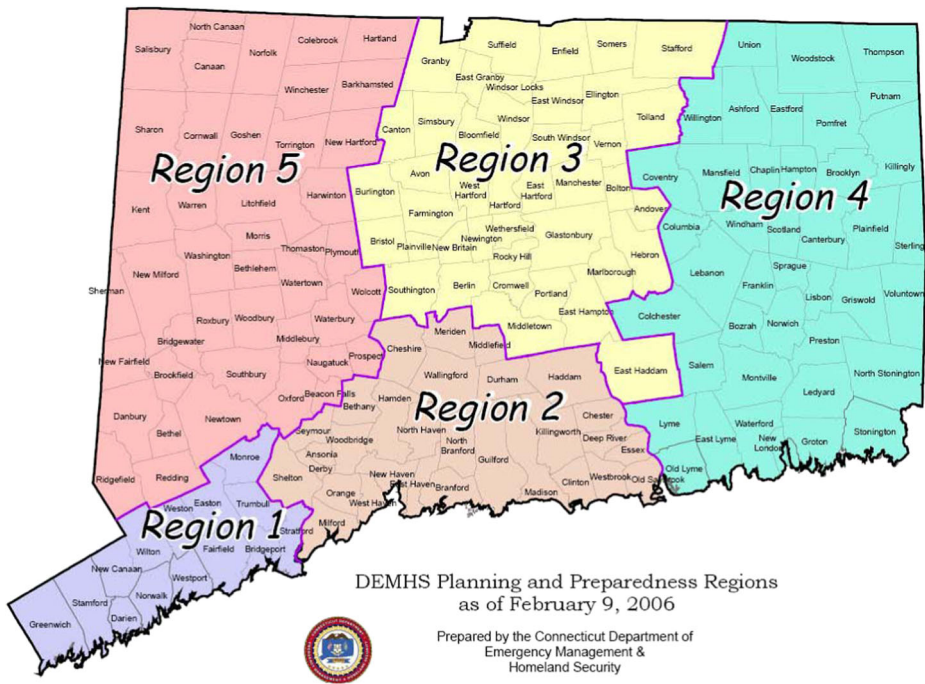 North Canaan
Colebrook
Hartland
Salisbury
Canaan
Norfolk
Winchester
Barkhamsted
Sharon
Cornwall
Goshen
Torrington
New Hartford
Region 5
Kent
Warren
Litchfield
Harwinton
Morris
Washington
Bethlehem
Thomaston
Plymouth
New Milford
Watertown
Sherman
Wolcott
Roxbury
Woodbury
Waterbury
Bridgewater
Middlebury
New Fairfield
Naugatuck
Prospect
Brookfield
Southbury
Oxford
Beacon Falls
Danbury
Bethel
Newtown
Ridgefield
Redding
Suffield
Enfield
Somers
Stafford
Granby
East Granby
Windsor Locks
East Windsor
Ellington
Canton
Simsbury
Windsor
Tolland
Bloomfield
South Windsor
Vernon
Region 3
Avon
Burlington
West
Hartford
East
Hartford
Manchester
Bolton
Hartford
Farmington
Andover
Wethersfield
Bristol
Plainville
New Britain
Newington
Glastonbury
Rocky Hill
Hebron
Marlborough
Southington
Berlin
Cromwell
Portland
East Hampton
Middletown
East Haddam
Union
Woodstock
Thompson
Putnam
Willington
Ashford
Eastford
Pomfret
Coventry
Mansfield
Chaplin
Hampton
Brooklyn
Killingly
Region 4
Columbia
Windham
Scotland
Canterbury
Plainfield
Sterling
Lebanon
Sprague
Franklin
Lisbon
Griswold
Voluntown
Colchester
Bozrah
Norwich
Preston
Salem
Montville
North Stonington
Ledyard
Lyme
East Lyme
Waterford
New
London
Groton
Stonington
Old Lyme
Meriden
Cheshire
Middlefield
Wallingford
Durham
Haddam
Bethany
Hamden
Region 2
Chester
Seymour
Woodbridge
North Haven
North
Branford
Killingworth
Deep River
Essex
Ansonia
Derby
Guilford
Shelton
New Haven
East Haven
Branford
Clinton
Westbrook
Old Saybrook
Orange
West Haven
Madison
Milford
Monroe
Weston
Easton
Trumbull
Region 1
Stratford
Wilton
Fairfield
Bridgeport
New Canaan
Westport
Stamford
Norwalk
Greenwich
Darien
DEMHS Planning and Preparedness Regions
as of February 9, 2006
Prepared by the Connecticut Department of
Emergency Management &
Homeland Security